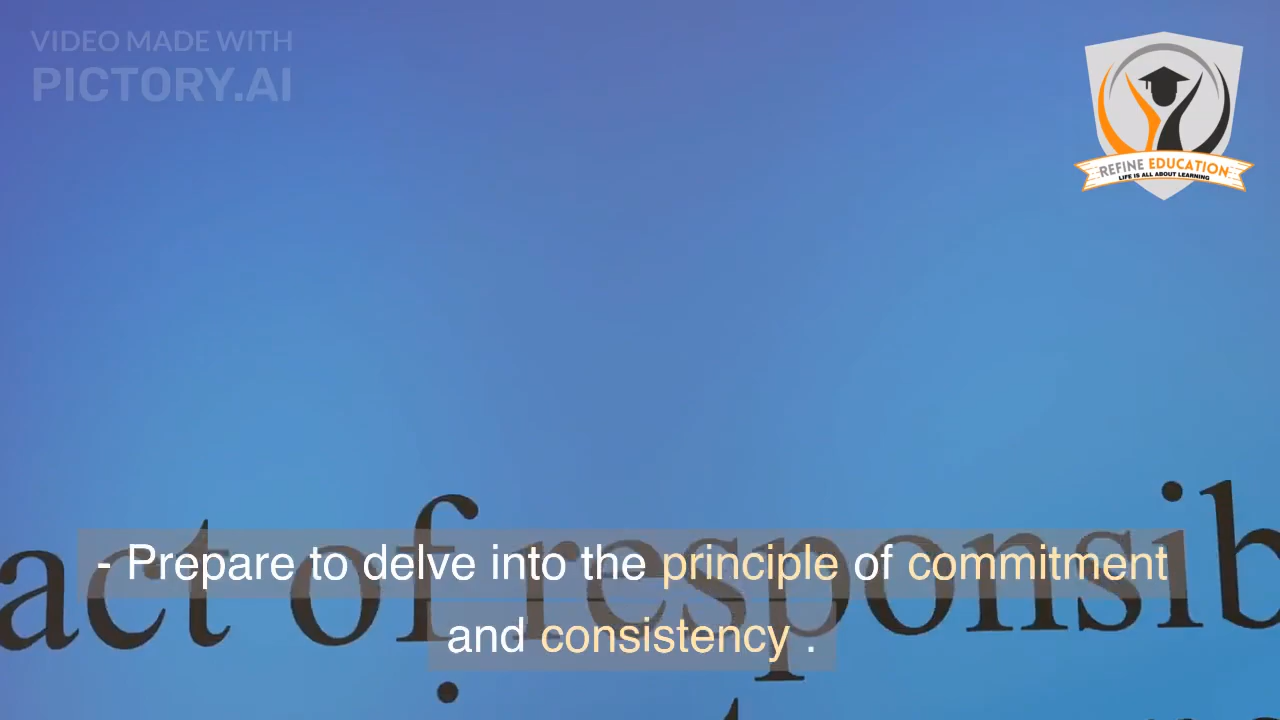 VIDEO MADE WITH
PICTORY.AI
REFINE EDUCATION
LIFE IS ALL ABOUT LEARNING
act of responsib
- Prepare to delve into the principle of commitment
and consistency .